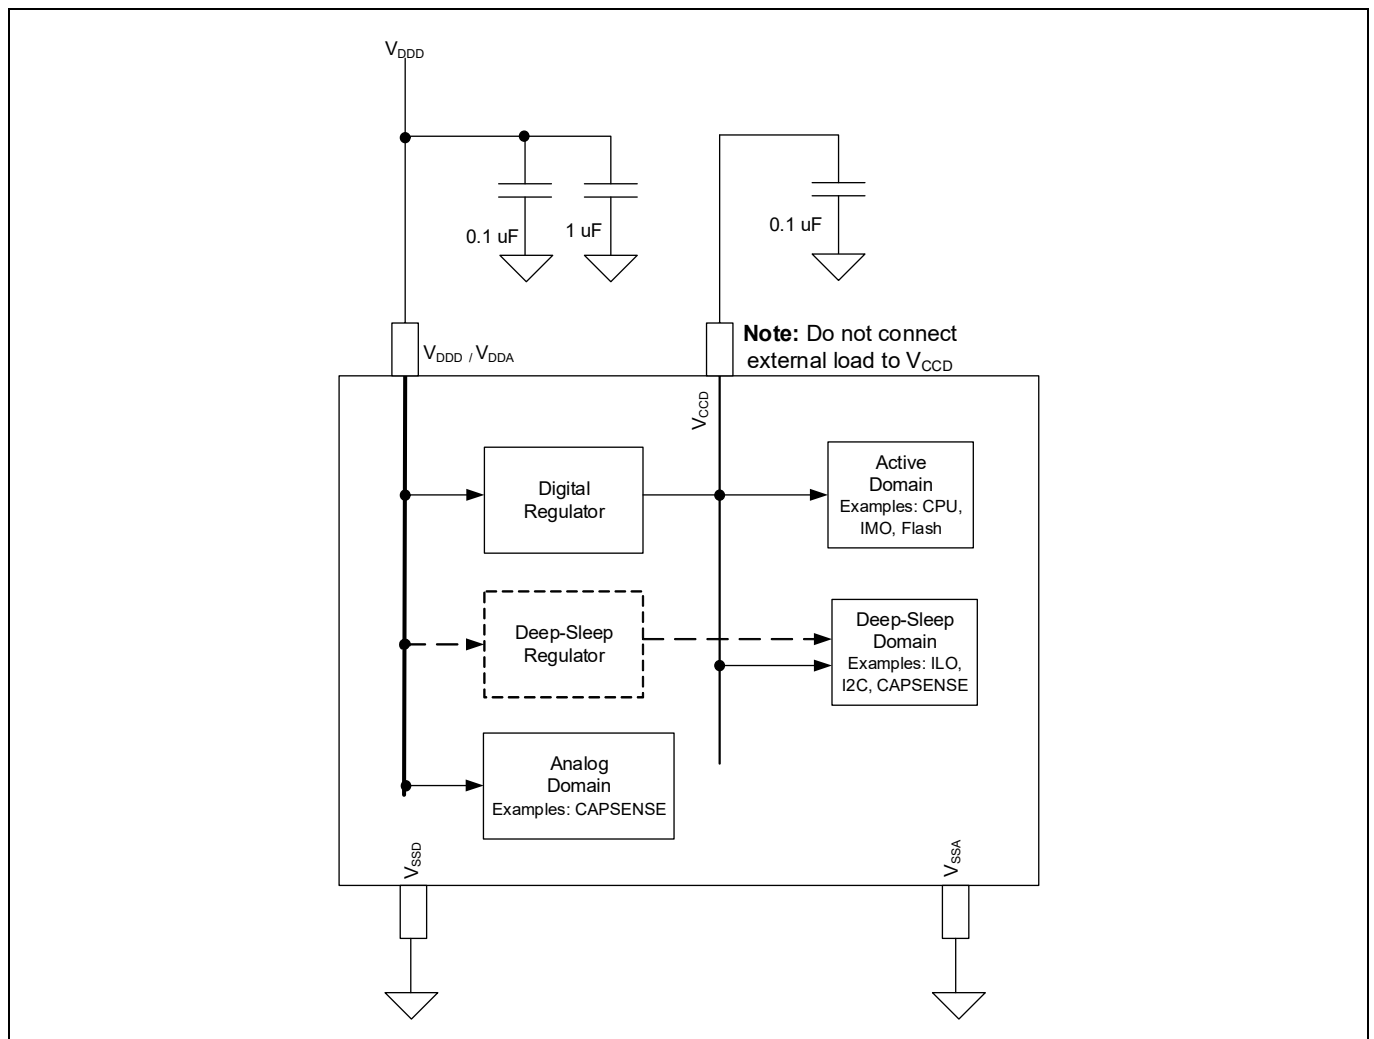 VDDD
0.1 uF
1 uF
0.1 uF
VDDD / VDDA
Note: Do not connect
external load to VCCD
VCCD
Digital
Regulator
Active
Domain
Examples: CPU,
IMO, Flash
Deep-Sleep
Regulator
Deep-Sleep
Domain
Examples: ILO,
I2C, CAPSENSE
Analog
Domain
Examples: CAPSENSE
VSSD
VSSA